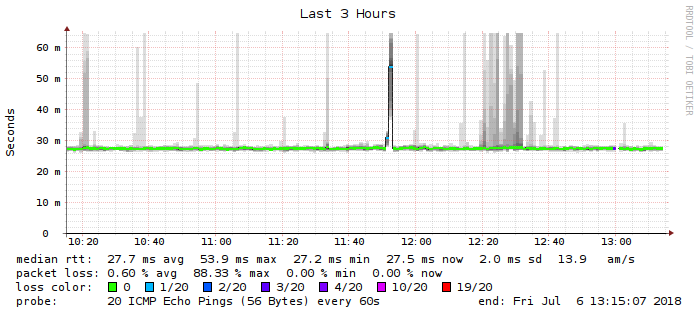 Last 3 Hours
RRDTOOL / TOBI OETIKER
Seconds
60 m
50 m
40 m
30 m
20 m
10 m
0
10:20 10:40 11:00 11:20 11:40 12:00 12:20 12:40 13:00
median rtt: 27.7 ms avg 53.9 ms max 27.2 ms min 27.5 ms now 2.0 ms sd 13.9 am/s
packet loss: 0.60 % avg 88.33 % max 0.00 % min 0.00 % now
loss color: 0 1/20 2/20 3/20 4/20 10/20 19/20
probe: 20 ICMP Echo Pings (56 Bytes) every 60s end: Fri Jul 6 13:15:07 2018